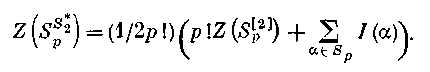 Z(S_p^{S_2^*}) = (1/2p!)(p!Z(S_p^{[2]}) + ∑_{α∈S_p} I(α)).